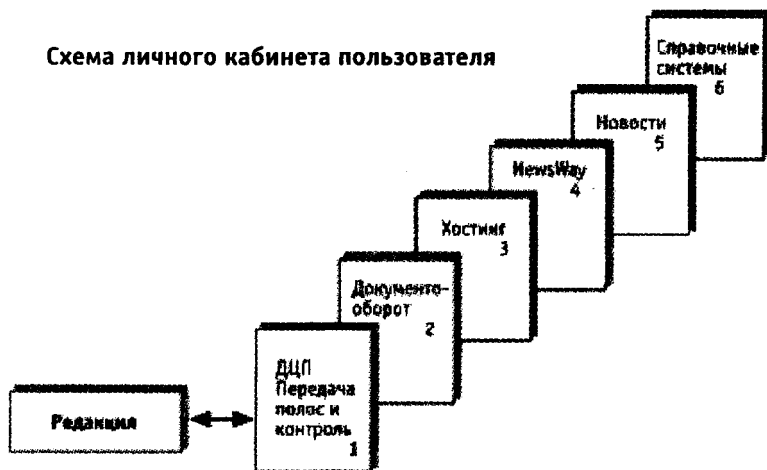 Схема личного кабинета пользователя
Справочные
системы
6
Новости
5
NewsWay
4
Хостинг
3
Документо-
оборот
2
ДЦП
Передача
полос и
контроль
1
Редакция